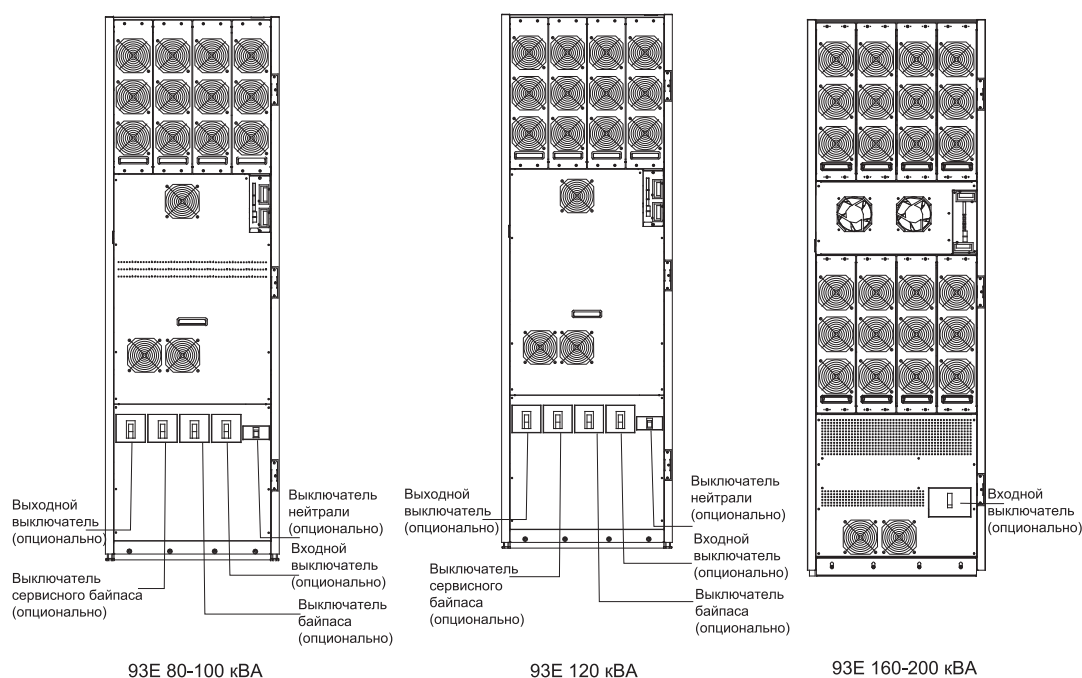 Выходной
выключатель
(опционально)
Выключатель
сервисного байпаса
(опционально)
Выключатель
нейтрали
(опционально)
Входной
выключатель
(опционально)
Выключатель
байпаса
(опционально)
93E 80-100 кВА
Выходной
выключатель
(опционально)
Выключатель
сервисного
байпаса
(опционально)
Выключатель
нейтрали
(опционально)
Входной
выключатель
(опционально)
Выключатель
байпаса
(опционально)
93E 120 кВА
Входной
выключатель
(опционально)
93E 160-200 кВА